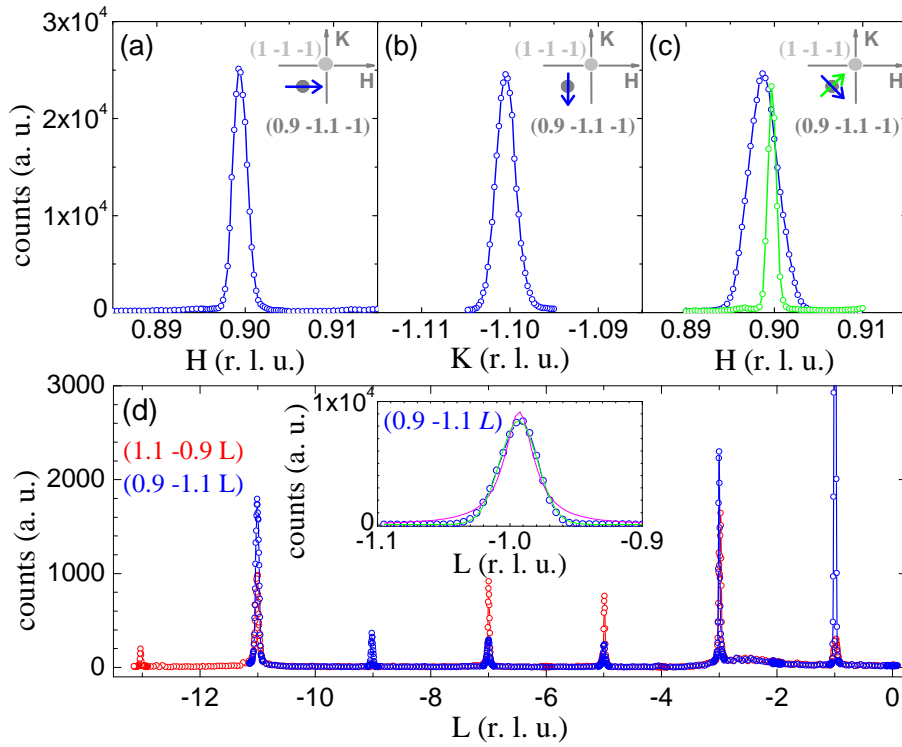 3x10⁴
2x10⁴
1x10⁴
0
counts (a. u.)
(a)
(1 -1 -1)
K
H
(0.9 -1.1 -1)
0.89 0.90 0.91
H (r. l. u.)
(b)
(1 -1 -1)
K
H
(0.9 -1.1 -1)
-1.11 -1.10 -1.09
K (r. l. u.)
(c)
(1 -1 -1)
K
H
(0.9 -1.1 -1)
0.89 0.90 0.91
H (r. l. u.)
3000
2000
1000
0
counts (a. u.)
(d)
(1.1 -0.9 L)
(0.9 -1.1 L)
1x10⁴
0
counts (a. u.)
(0.9 -1.1 L)
-1.1 -1.0 -0.9
L (r. l. u.)
-12 -10 -8 -6 -4 -2 0
L (r. l. u.)